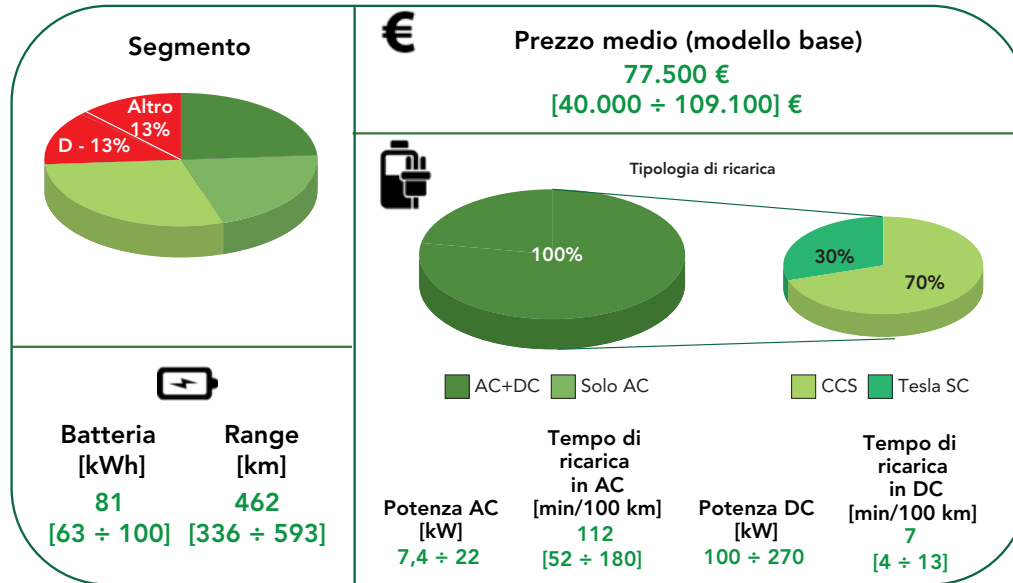 Segmento
Altro
13%
D - 13%
€
Prezzo medio (modello base)
77.500 €
[40.000 ÷ 109.100] €
Tipologia di ricarica
100%
30%
70%
AC+DC
Solo AC
CCS
Tesla SC
Batteria
[kWh]
81
[63 ÷ 100]
Range
[km]
462
[336 ÷ 593]
Potenza AC
[kW]
7,4 ÷ 22
Tempo di
ricarica
in AC
[min/100 km]
112
[52 ÷ 180]
Potenza DC
[kW]
100 ÷ 270
Tempo di
ricarica
in DC
[min/100 km]
7
[4 ÷ 13]